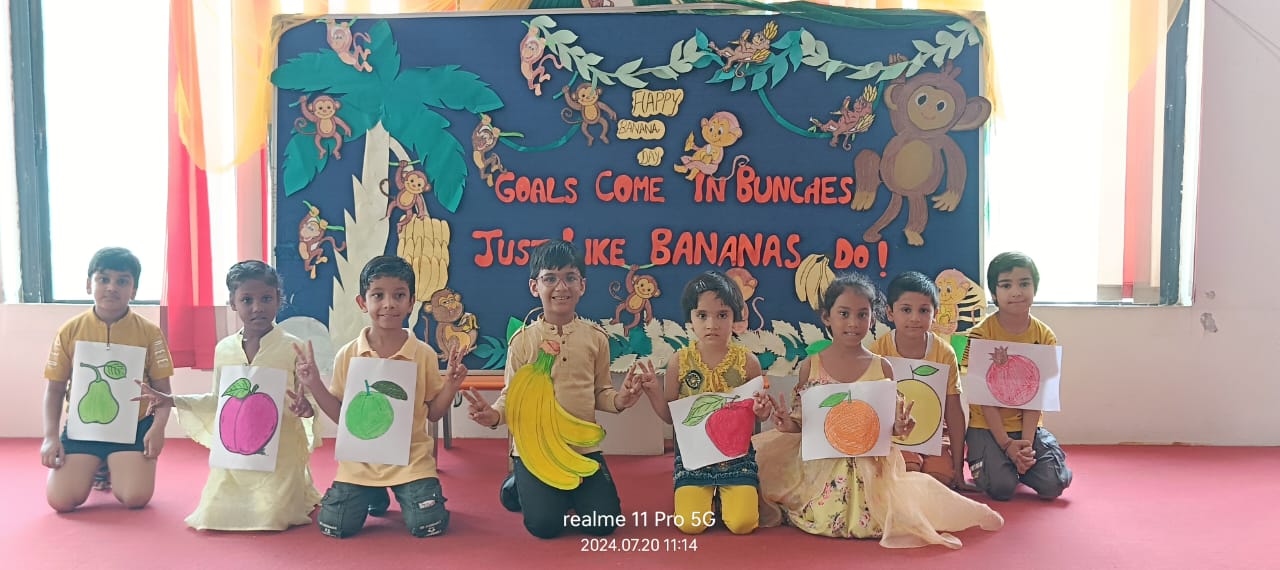 HAPPY
BANANA
DAY
GOALS COME IN BUNCHES
JUST LIKE BANANAS DO!
realme 11 Pro 5G
2024.07.20 11:14